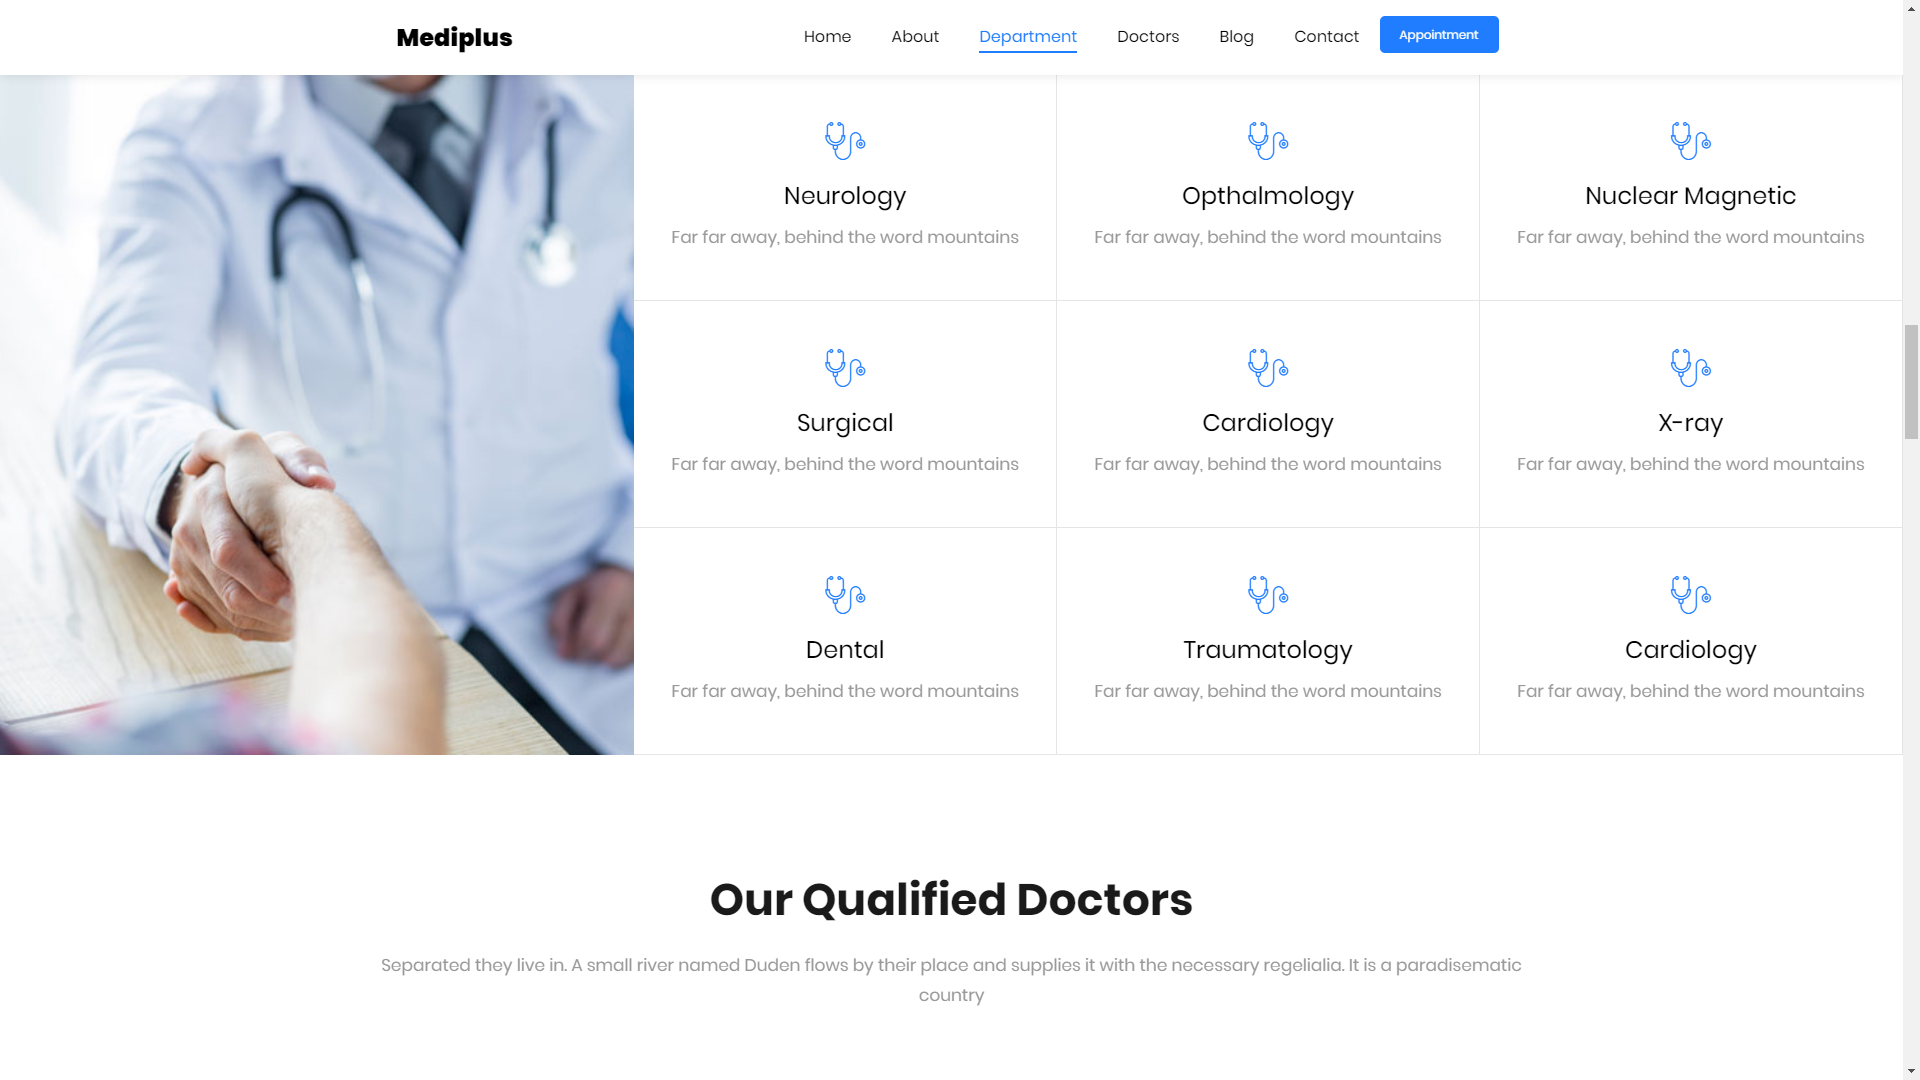 Mediplus
Home About Department Doctors Blog Contact Appointment
Neurology
Far far away, behind the word mountains
Opthalmology
Far far away, behind the word mountains
Nuclear Magnetic
Far far away, behind the word mountains
Surgical
Far far away, behind the word mountains
Cardiology
Far far away, behind the word mountains
X-ray
Far far away, behind the word mountains
Dental
Far far away, behind the word mountains
Traumatology
Far far away, behind the word mountains
Cardiology
Far far away, behind the word mountains
Our Qualified Doctors
Separated they live in. A small river named Duden flows by their place and supplies it with the necessary regelialia. It is a paradisematic
country